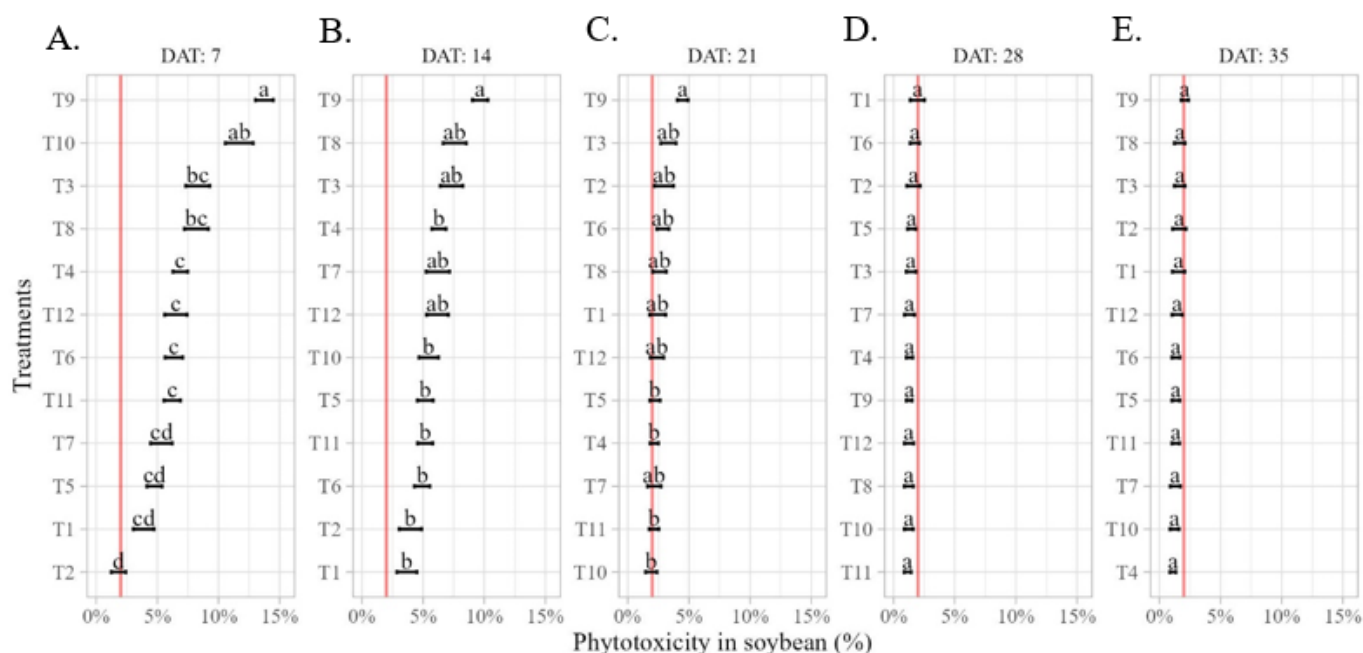 A. B. C. D. E.
DAT: 7 DAT: 14 DAT: 21 DAT: 28 DAT: 35
Treatments
T9 a T9 a T9 a T1 a T9 a
T10 ab T8 ab T3 ab T6 a T8 a
T3 bc T3 ab T2 ab T2 a T3 a
T8 bc T4 b T6 ab T5 a T2 a
T4 c T7 ab T8 ab T3 a T1 a
T12 c T12 ab T1 ab T7 a T12 a
T6 c T10 b T12 ab T4 a T6 a
T11 c T5 b T5 b T9 a T5 a
T7 cd T11 b T4 b T12 a T11 a
T5 cd T6 b T7 ab T8 a T7 a
T1 cd T2 b T11 b T10 a T10 a
T2 d T1 b T10 b T11 a T4 a
0% 5% 10% 15% 0% 5% 10% 15% 0% 5% 10% 15% 0% 5% 10% 15% 0% 5% 10% 15%
Phytotoxicity in soybean (%)